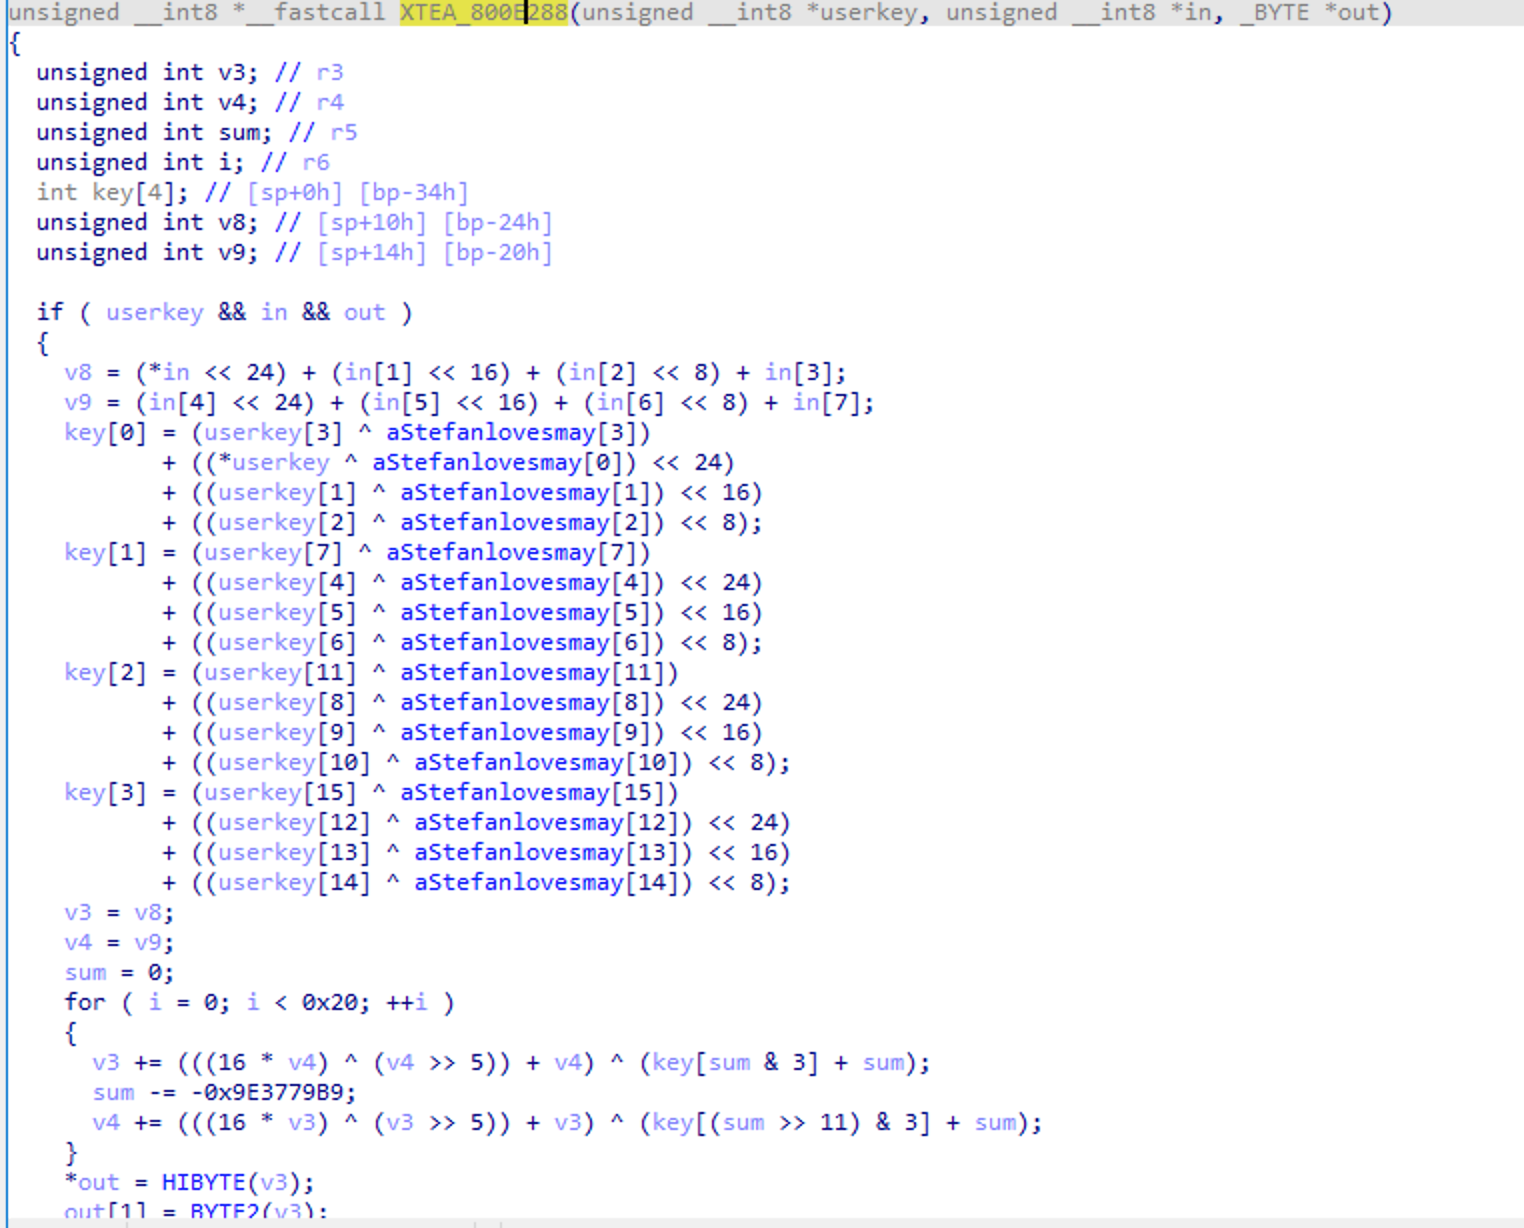 unsigned __int8 *__fastcall XTEA_800E288(unsigned __int8 *userkey, unsigned __int8 *in, _BYTE *out)
{
  unsigned int v3; // r3
  unsigned int v4; // r4
  unsigned int sum; // r5
  unsigned int i; // r6
  int key[4]; // [sp+0h] [bp-34h]
  unsigned int v8; // [sp+10h] [bp-24h]
  unsigned int v9; // [sp+14h] [bp-20h]

  if ( userkey && in && out )
  {
    v8 = (*in << 24) + (in[1] << 16) + (in[2] << 8) + in[3];
    v9 = (in[4] << 24) + (in[5] << 16) + (in[6] << 8) + in[7];
    key[0] = (userkey[3] ^ aStefanlovesmay[3])
           + ((*userkey ^ aStefanlovesmay[0]) << 24)
           + ((userkey[1] ^ aStefanlovesmay[1]) << 16)
           + ((userkey[2] ^ aStefanlovesmay[2]) << 8);
    key[1] = (userkey[7] ^ aStefanlovesmay[7])
           + ((userkey[4] ^ aStefanlovesmay[4]) << 24)
           + ((userkey[5] ^ aStefanlovesmay[5]) << 16)
           + ((userkey[6] ^ aStefanlovesmay[6]) << 8);
    key[2] = (userkey[11] ^ aStefanlovesmay[11])
           + ((userkey[8] ^ aStefanlovesmay[8]) << 24)
           + ((userkey[9] ^ aStefanlovesmay[9]) << 16)
           + ((userkey[10] ^ aStefanlovesmay[10]) << 8);
    key[3] = (userkey[15] ^ aStefanlovesmay[15])
           + ((userkey[12] ^ aStefanlovesmay[12]) << 24)
           + ((userkey[13] ^ aStefanlovesmay[13]) << 16)
           + ((userkey[14] ^ aStefanlovesmay[14]) << 8);
    v3 = v8;
    v4 = v9;
    sum = 0;
    for ( i = 0; i < 0x20; ++i )
    {
      v3 += (((16 * v4) ^ (v4 >> 5)) + v4) ^ (key[sum & 3] + sum);
      sum -= -0x9E3779B9;
      v4 += (((16 * v3) ^ (v3 >> 5)) + v3) ^ (key[(sum >> 11) & 3] + sum);
    }
    *out = HIBYTE(v3);
    out[1] = BYTE2(v3);